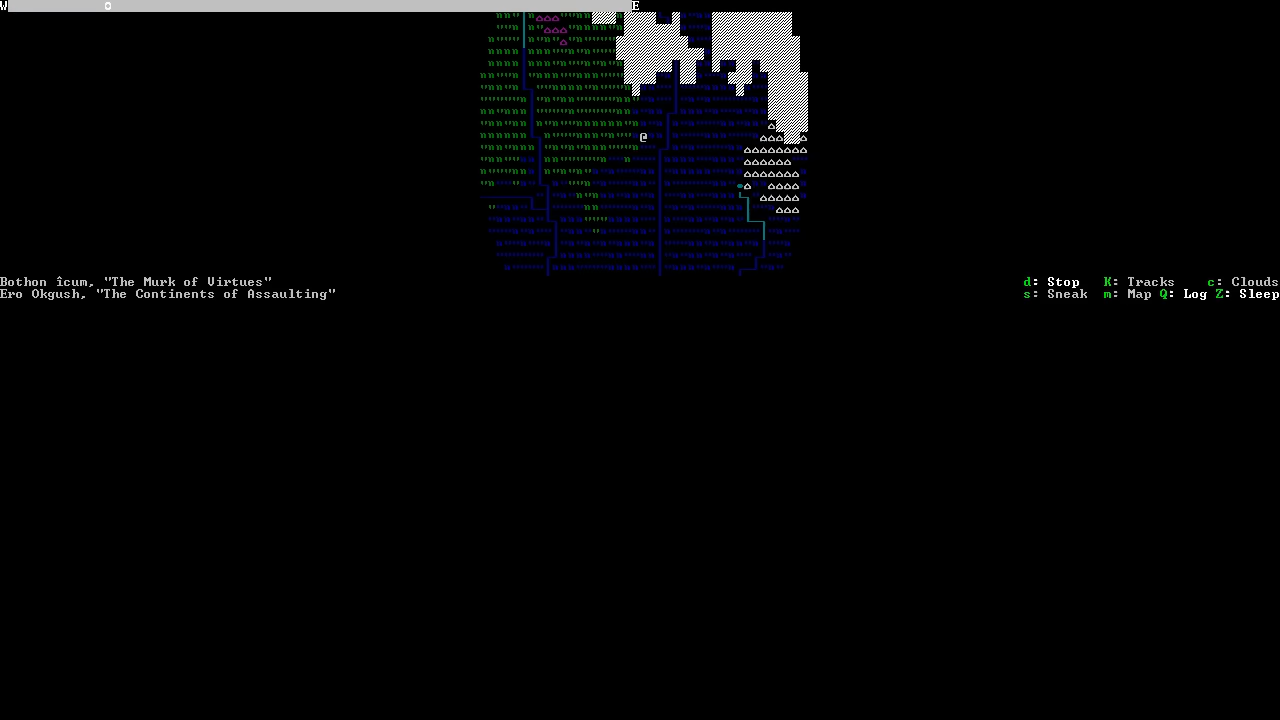 W o E
Bothon îcum, "The Murk of Virtues"
Ero Okgush, "The Continents of Assaulting"
d: Stop K: Tracks c: Clouds
s: Sneak m: Map Q: Log Z: Sleep